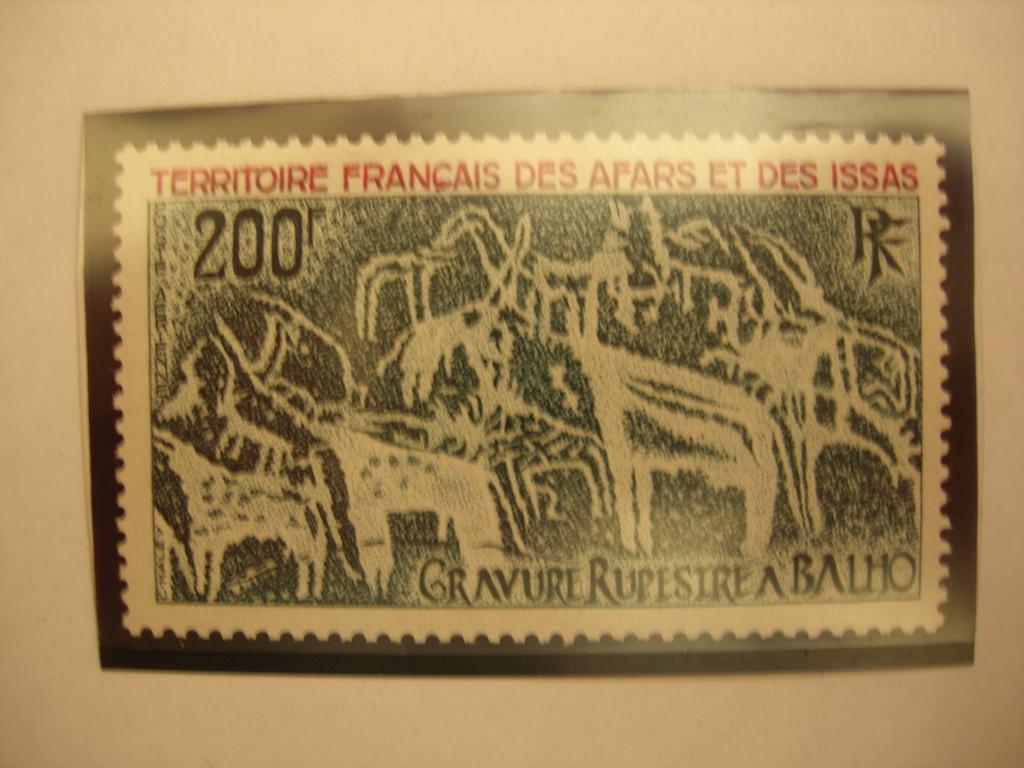 TERRITOIRE FRANÇAIS DES AFARS ET DES ISSAS
200F
RF
GRAVURE RUPESTRE A BALHO